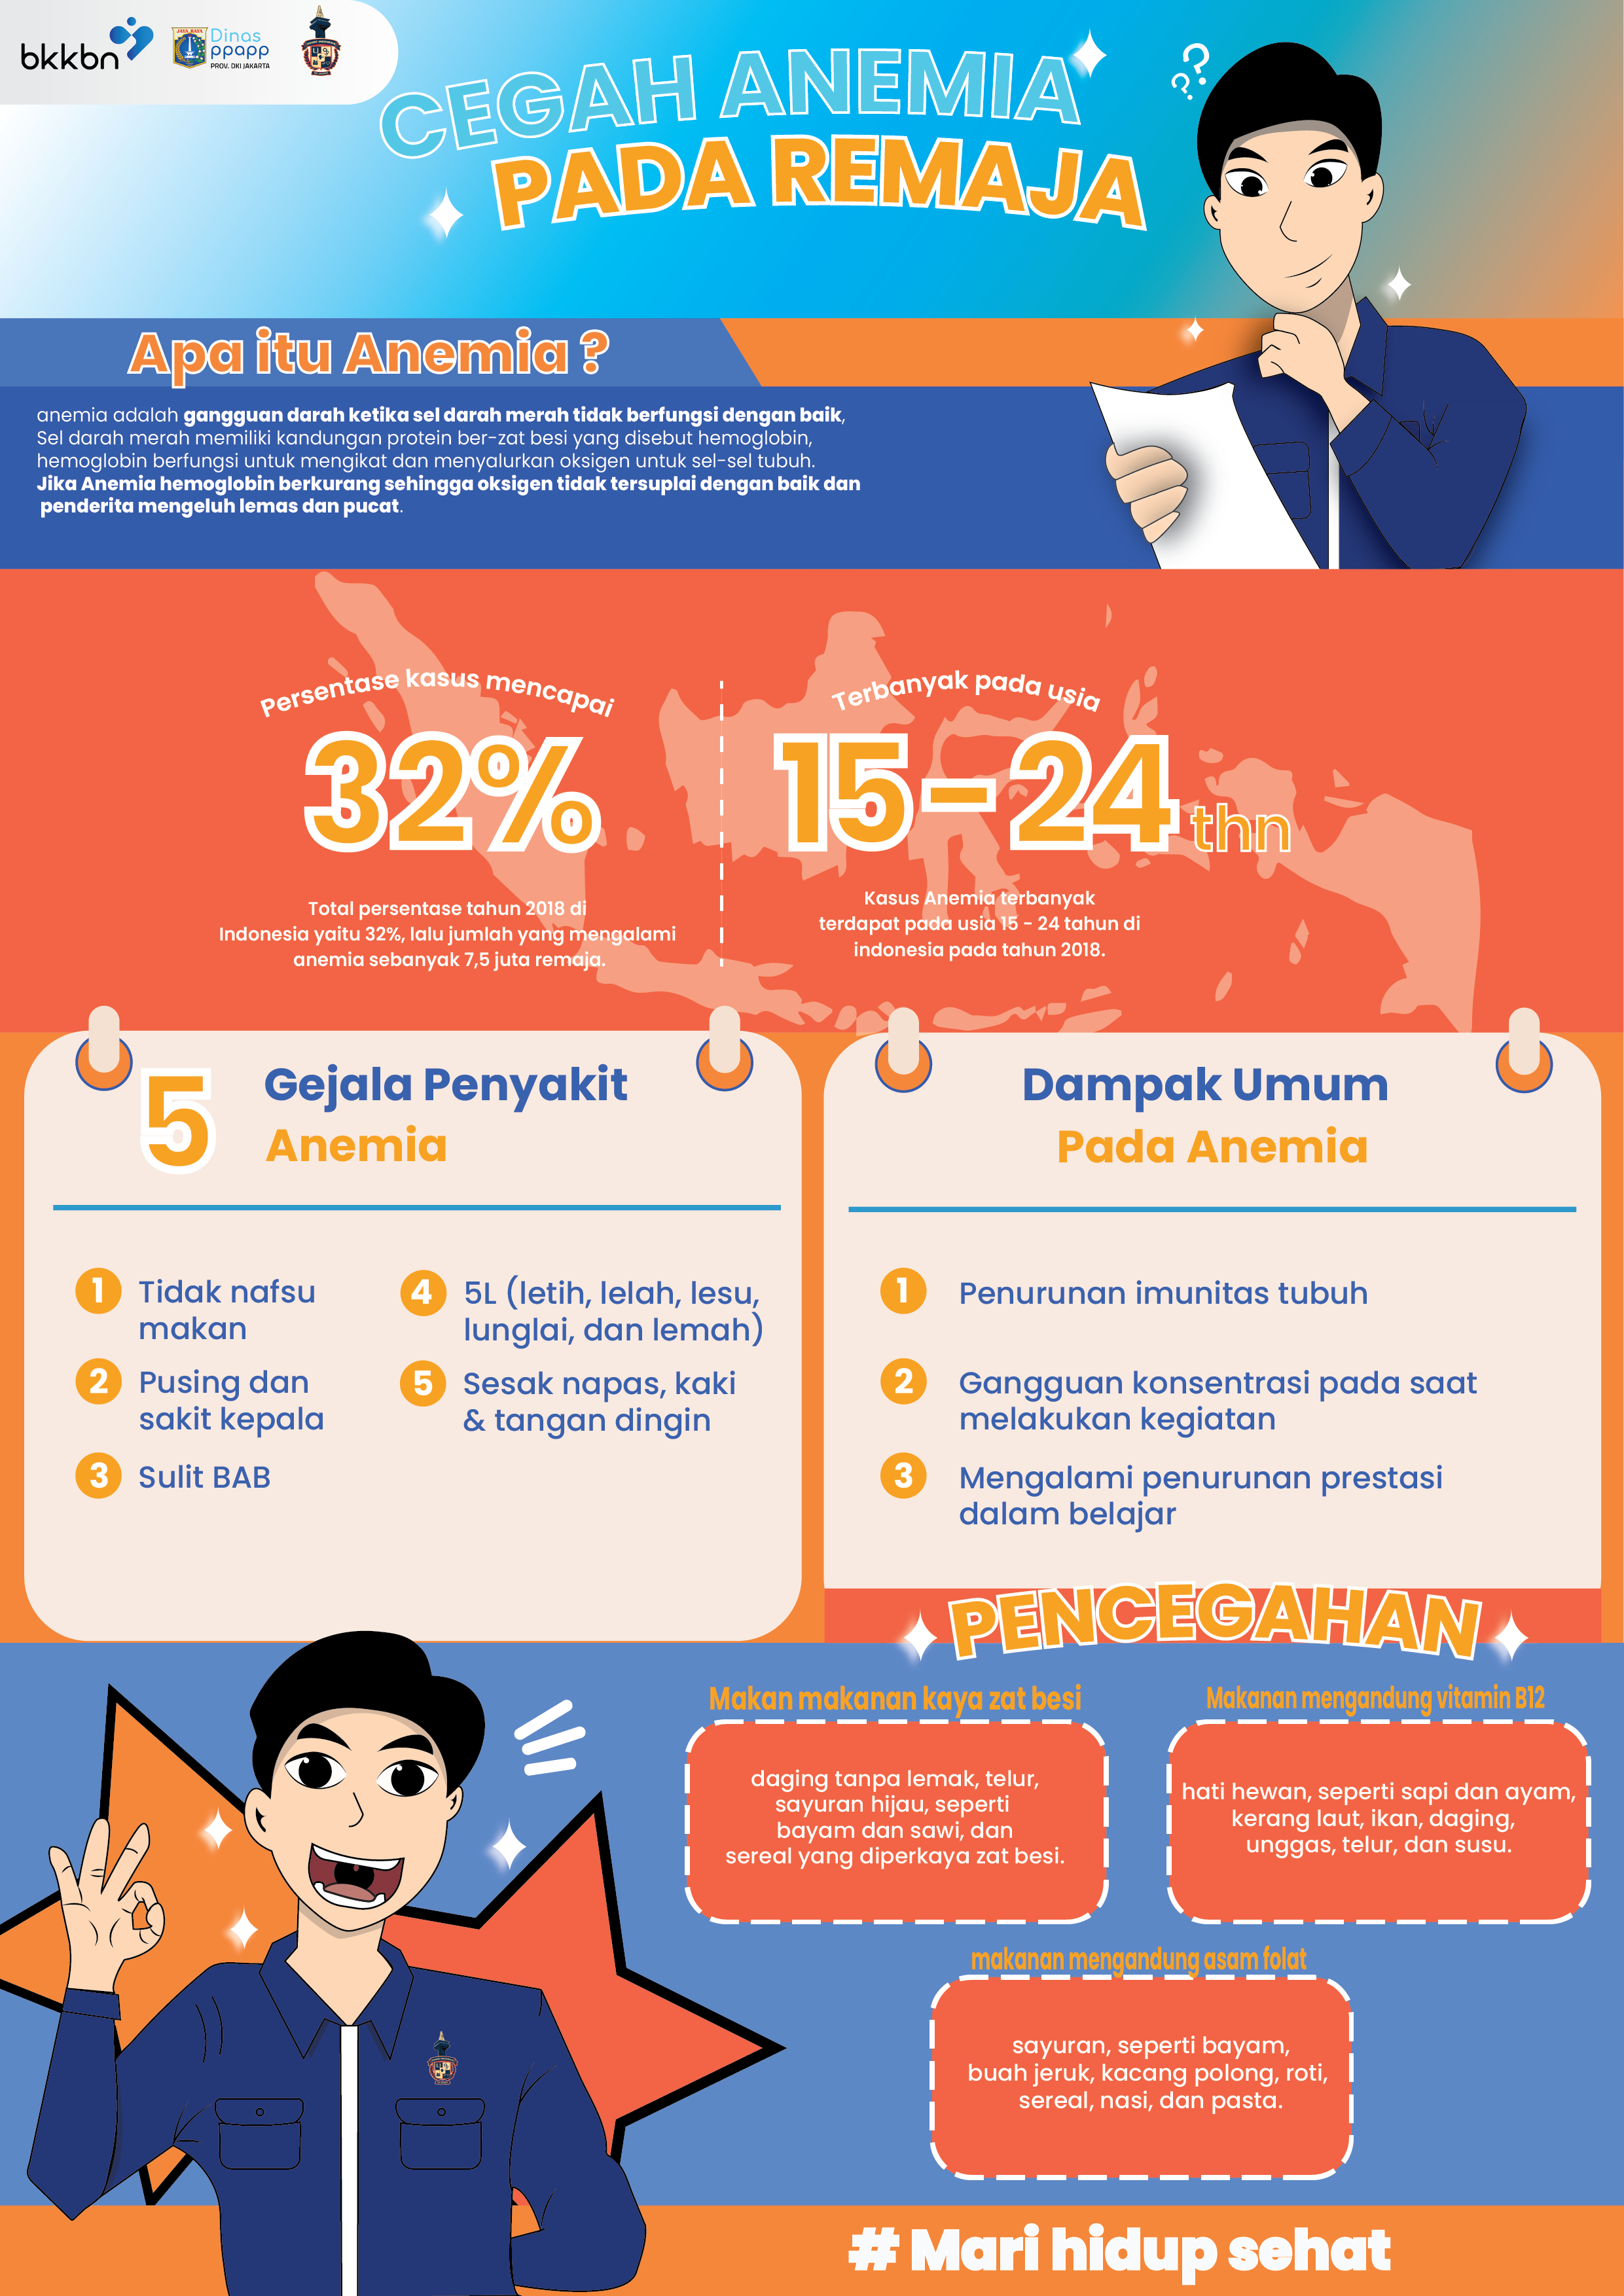 bkkbn
JAYA RAYA
Dinas
ppapp
PROV. DKI JAKARTA
CEGAH ANEMIA
PADA REMAJA
??
Apa itu Anemia ?
anemia adalah gangguan darah ketika sel darah merah tidak berfungsi dengan baik,
Sel darah merah memiliki kandungan protein ber-zat besi yang disebut hemoglobin,
hemoglobin berfungsi untuk mengikat dan menyalurkan oksigen untuk sel-sel tubuh.
Jika Anemia hemoglobin berkurang sehingga oksigen tidak tersuplai dengan baik dan
penderita mengeluh lemas dan pucat.
Persentase kasus mencapai
32%
Total persentase tahun 2018 di
Indonesia yaitu 32%, lalu jumlah yang mengalami
anemia sebanyak 7,5 juta remaja.
Terbanyak pada usia
15-24 thn
Kasus Anemia terbanyak
terdapat pada usia 15 - 24 tahun di
indonesia pada tahun 2018.
5 Gejala Penyakit
Anemia
1 Tidak nafsu
makan
2 Pusing dan
sakit kepala
3 Sulit BAB
4 5L (letih, lelah, lesu,
lunglai, dan lemah)
5 Sesak napas, kaki
& tangan dingin
Dampak Umum
Pada Anemia
1 Penurunan imunitas tubuh
2 Gangguan konsentrasi pada saat
melakukan kegiatan
3 Mengalami penurunan prestasi
dalam belajar
PENCEGAHAN
Makan makanan kaya zat besi
daging tanpa lemak, telur,
sayuran hijau, seperti
bayam dan sawi, dan
sereal yang diperkaya zat besi.
Makanan mengandung vitamin B12
hati hewan, seperti sapi dan ayam,
kerang laut, ikan, daging,
unggas, telur, dan susu.
makanan mengandung asam folat
sayuran, seperti bayam,
buah jeruk, kacang polong, roti,
sereal, nasi, dan pasta.
# Mari hidup sehat